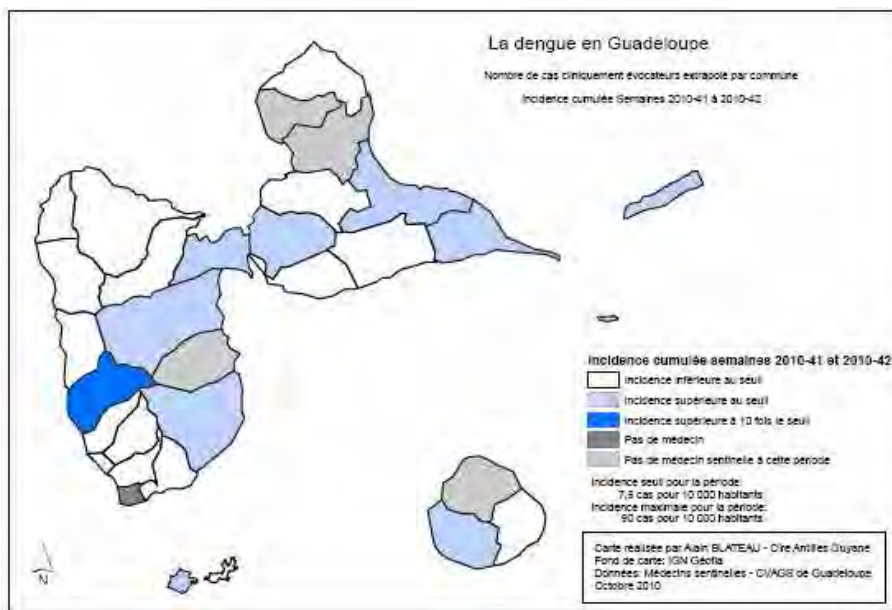 La dengue en Guadeloupe
Nombre de cas cliniquement évocateurs extrapolé par commune
Incidence cumulée Semaines 2010-41 à 2010-42
Incidence cumulée semaines 2010-41 et 2010-42
Incidence inférieure au seuil
Incidence supérieure au seuil
Incidence supérieure à 10 fois le seuil
Pas de médecin
Pas de médecin sentinelle à cette période
Incidence seuil pour la période:
cas pour 10 000 habitants
Incidence maximale pour la période:
90 cas pour 10 000 habitants
Carte réalisée par Alain BLATEAU - Cire Antilles Guyane
Fond de carte: IGN Géofla
Données: Médecins sentinelles - CVAGS de Guadeloupe
Octobre 2010
N